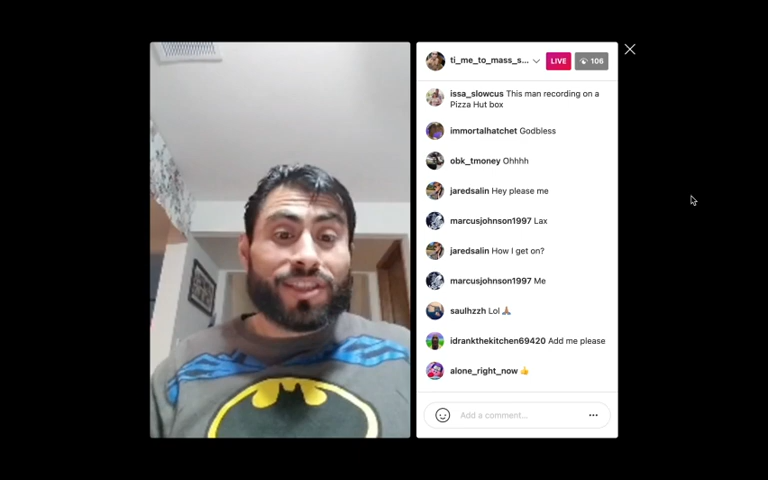 ti_me_to_mass_s...
LIVE
106
issa_slowcus This man recording on a
Pizza Hut box
immortalhatchet Godbless
obk_tmoney Ohhhh
jaredsalin Hey please me
marcusjohnson1997 Lax
jaredsalin How I get on?
marcusjohnson1997 Me
saulhzzh Lol 🙏🏽
idrankthekitchen69420 Add me please
alone_right_now 👍
Add a comment...